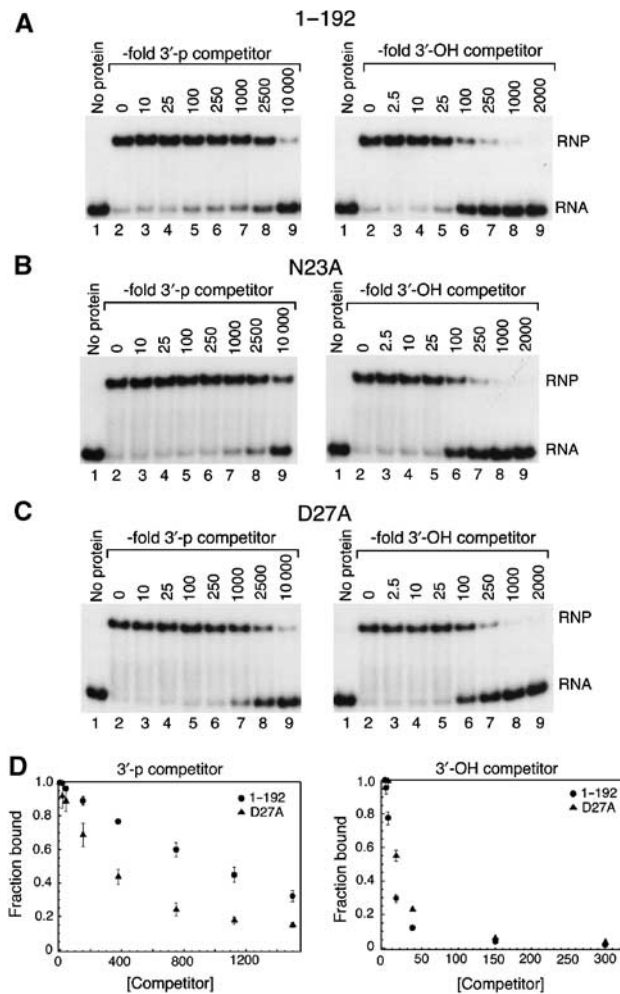 A
1–192
-fold 3′-p competitor
-fold 3′-OH competitor
No protein 0 10 25 100 250 1000 2500 10 000
No protein 0 2.5 10 25 100 250 1000 2000
RNP
RNA
1 2 3 4 5 6 7 8 9
1 2 3 4 5 6 7 8 9
B
N23A
-fold 3′-p competitor
-fold 3′-OH competitor
No protein 0 10 25 100 250 1000 2500 10 000
No protein 0 2.5 10 25 100 250 1000 2000
RNP
RNA
1 2 3 4 5 6 7 8 9
1 2 3 4 5 6 7 8 9
C
D27A
-fold 3′-p competitor
-fold 3′-OH competitor
No protein 0 10 25 100 250 1000 2500 10 000
No protein 0 2.5 10 25 100 250 1000 2000
RNP
RNA
1 2 3 4 5 6 7 8 9
1 2 3 4 5 6 7 8 9
D
3′-p competitor
1–192
D27A
Fraction bound
1.0
0.8
0.6
0.4
0.2
0 400 800 1200
[Competitor]
3′-OH competitor
1–192
D27A
Fraction bound
1.0
0.8
0.6
0.4
0.2
0 50 100 150 200 250 300
[Competitor]